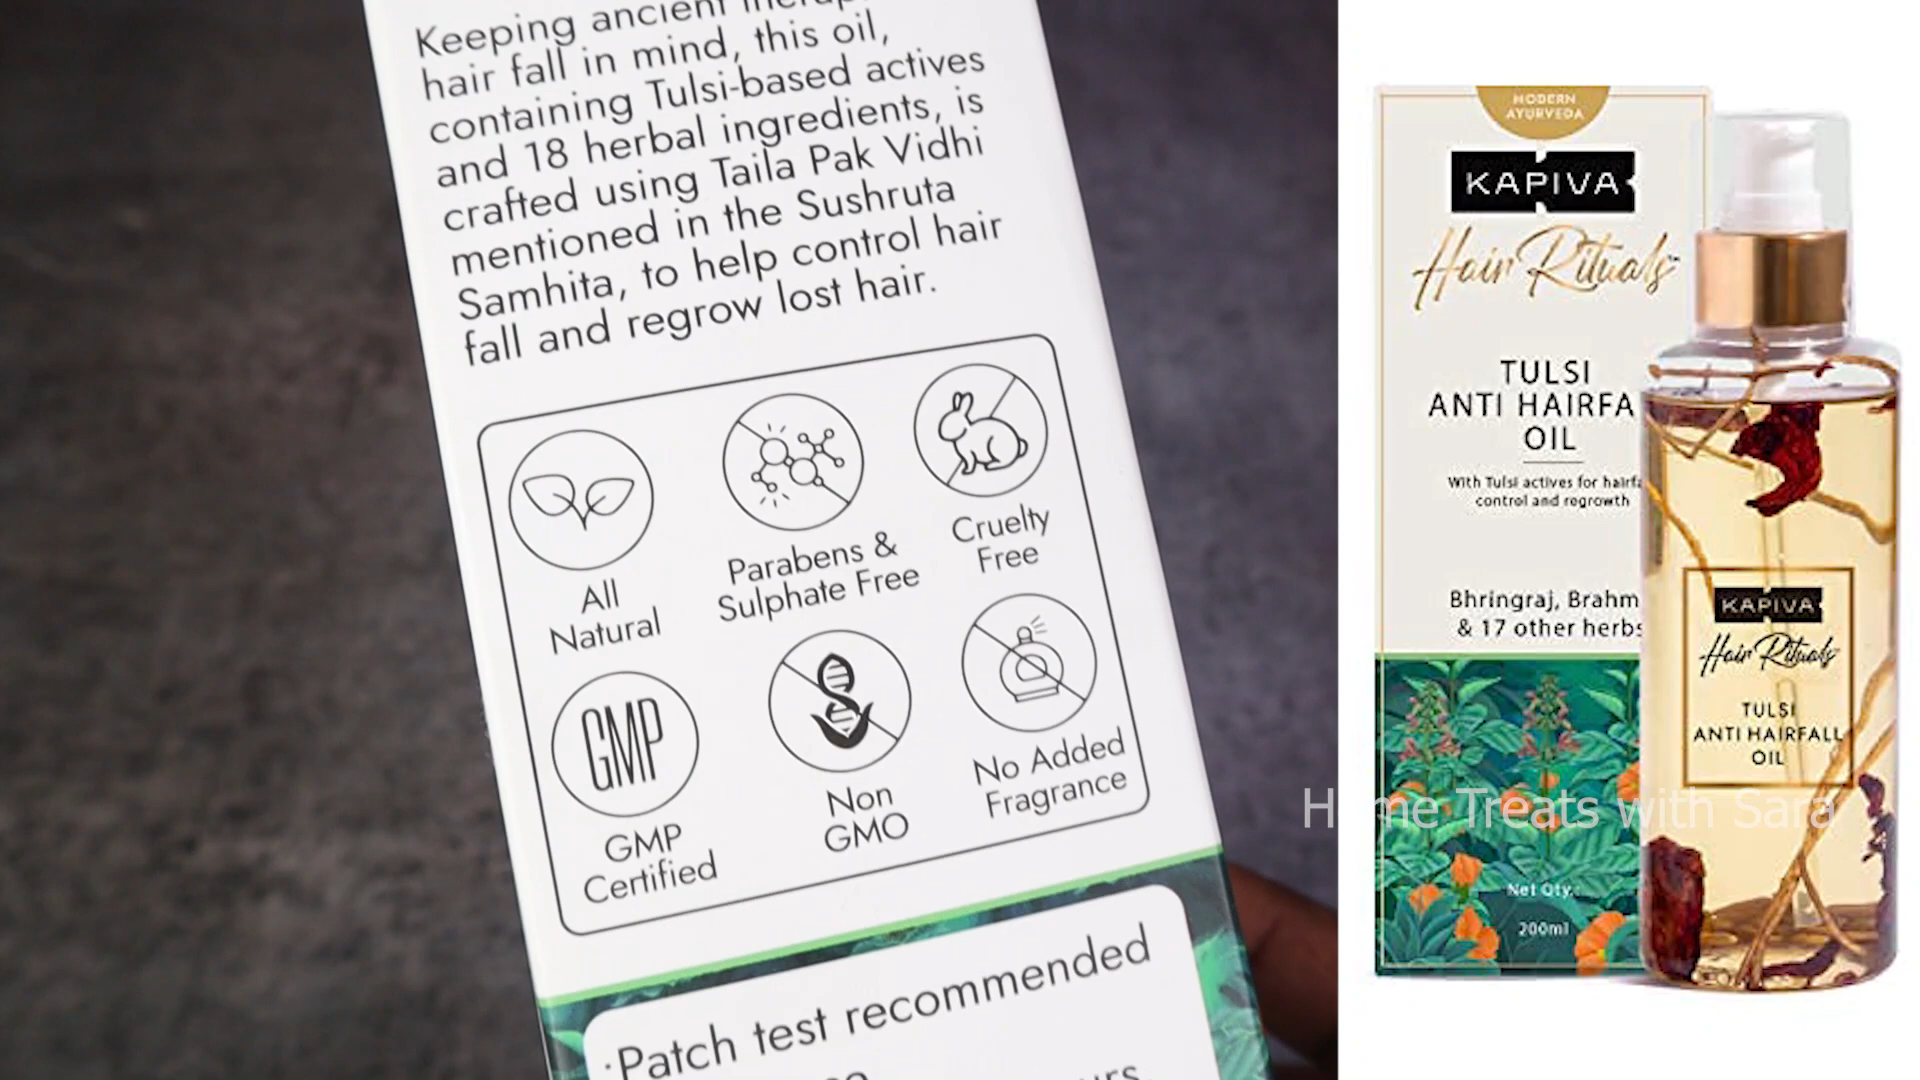 Keeping ancient
hair fall in mind, this oil,
containing Tulsi-based actives
and 18 herbal ingredients, is
crafted using Taila Pak Vidhi
mentioned in the Sushruta
Samhita, to help control hair
fall and regrow lost hair.
All
Natural
Parabens &
Sulphate Free
Cruelty
Free
GMP
GMP
Certified
Non
GMO
No Added
Fragrance
·Patch test recommended
MODERN
AYURVEDA
KAPIVA
Hair Rituals
TULSI
ANTI HAIRFA
OIL
With Tulsi actives for hairfa
control and regrowth
Bhringraj, Brahm
& 17 other herbs
Net Qty.
200ml
KAPIVA
Hair Rituals
TULSI
ANTI HAIRFALL
OIL
Home Treats with Sara